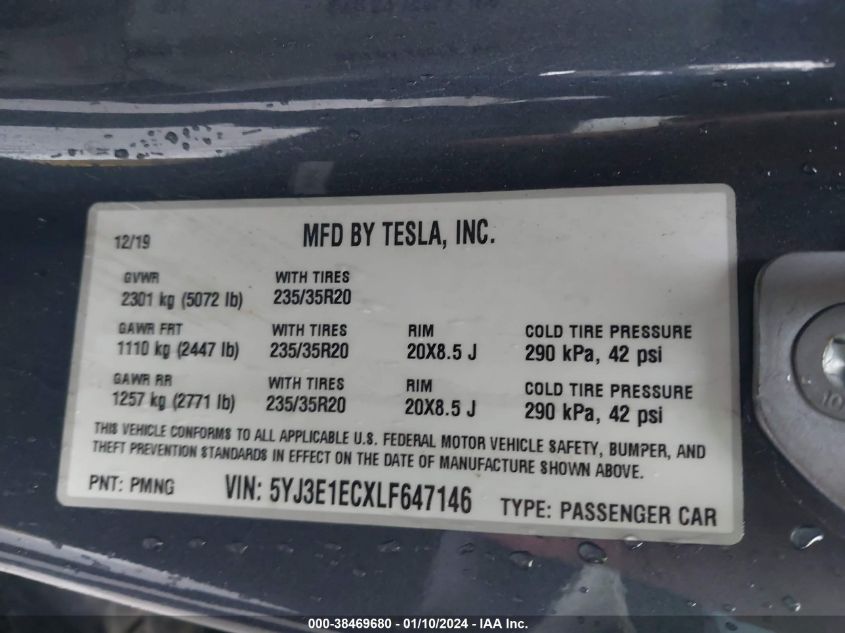 12/19 MFD BY TESLA, INC.
GVWR WITH TIRES
2301 kg (5072 lb) 235/35R20
GAWR FRT WITH TIRES RIM COLD TIRE PRESSURE
1110 kg (2447 lb) 235/35R20 20X8.5 J 290 kPa, 42 psi
GAWR RR WITH TIRES RIM COLD TIRE PRESSURE
1257 kg (2771 lb) 235/35R20 20X8.5 J 290 kPa, 42 psi
THIS VEHICLE CONFORMS TO ALL APPLICABLE U.S. FEDERAL MOTOR VEHICLE SAFETY, BUMPER, AND
THEFT PREVENTION STANDARDS IN EFFECT ON THE DATE OF MANUFACTURE SHOWN ABOVE.
PNT: PMNG VIN: 5YJ3E1ECXLF647146 TYPE: PASSENGER CAR
10
000-38469680 - 01/10/2024 - IAA Inc.